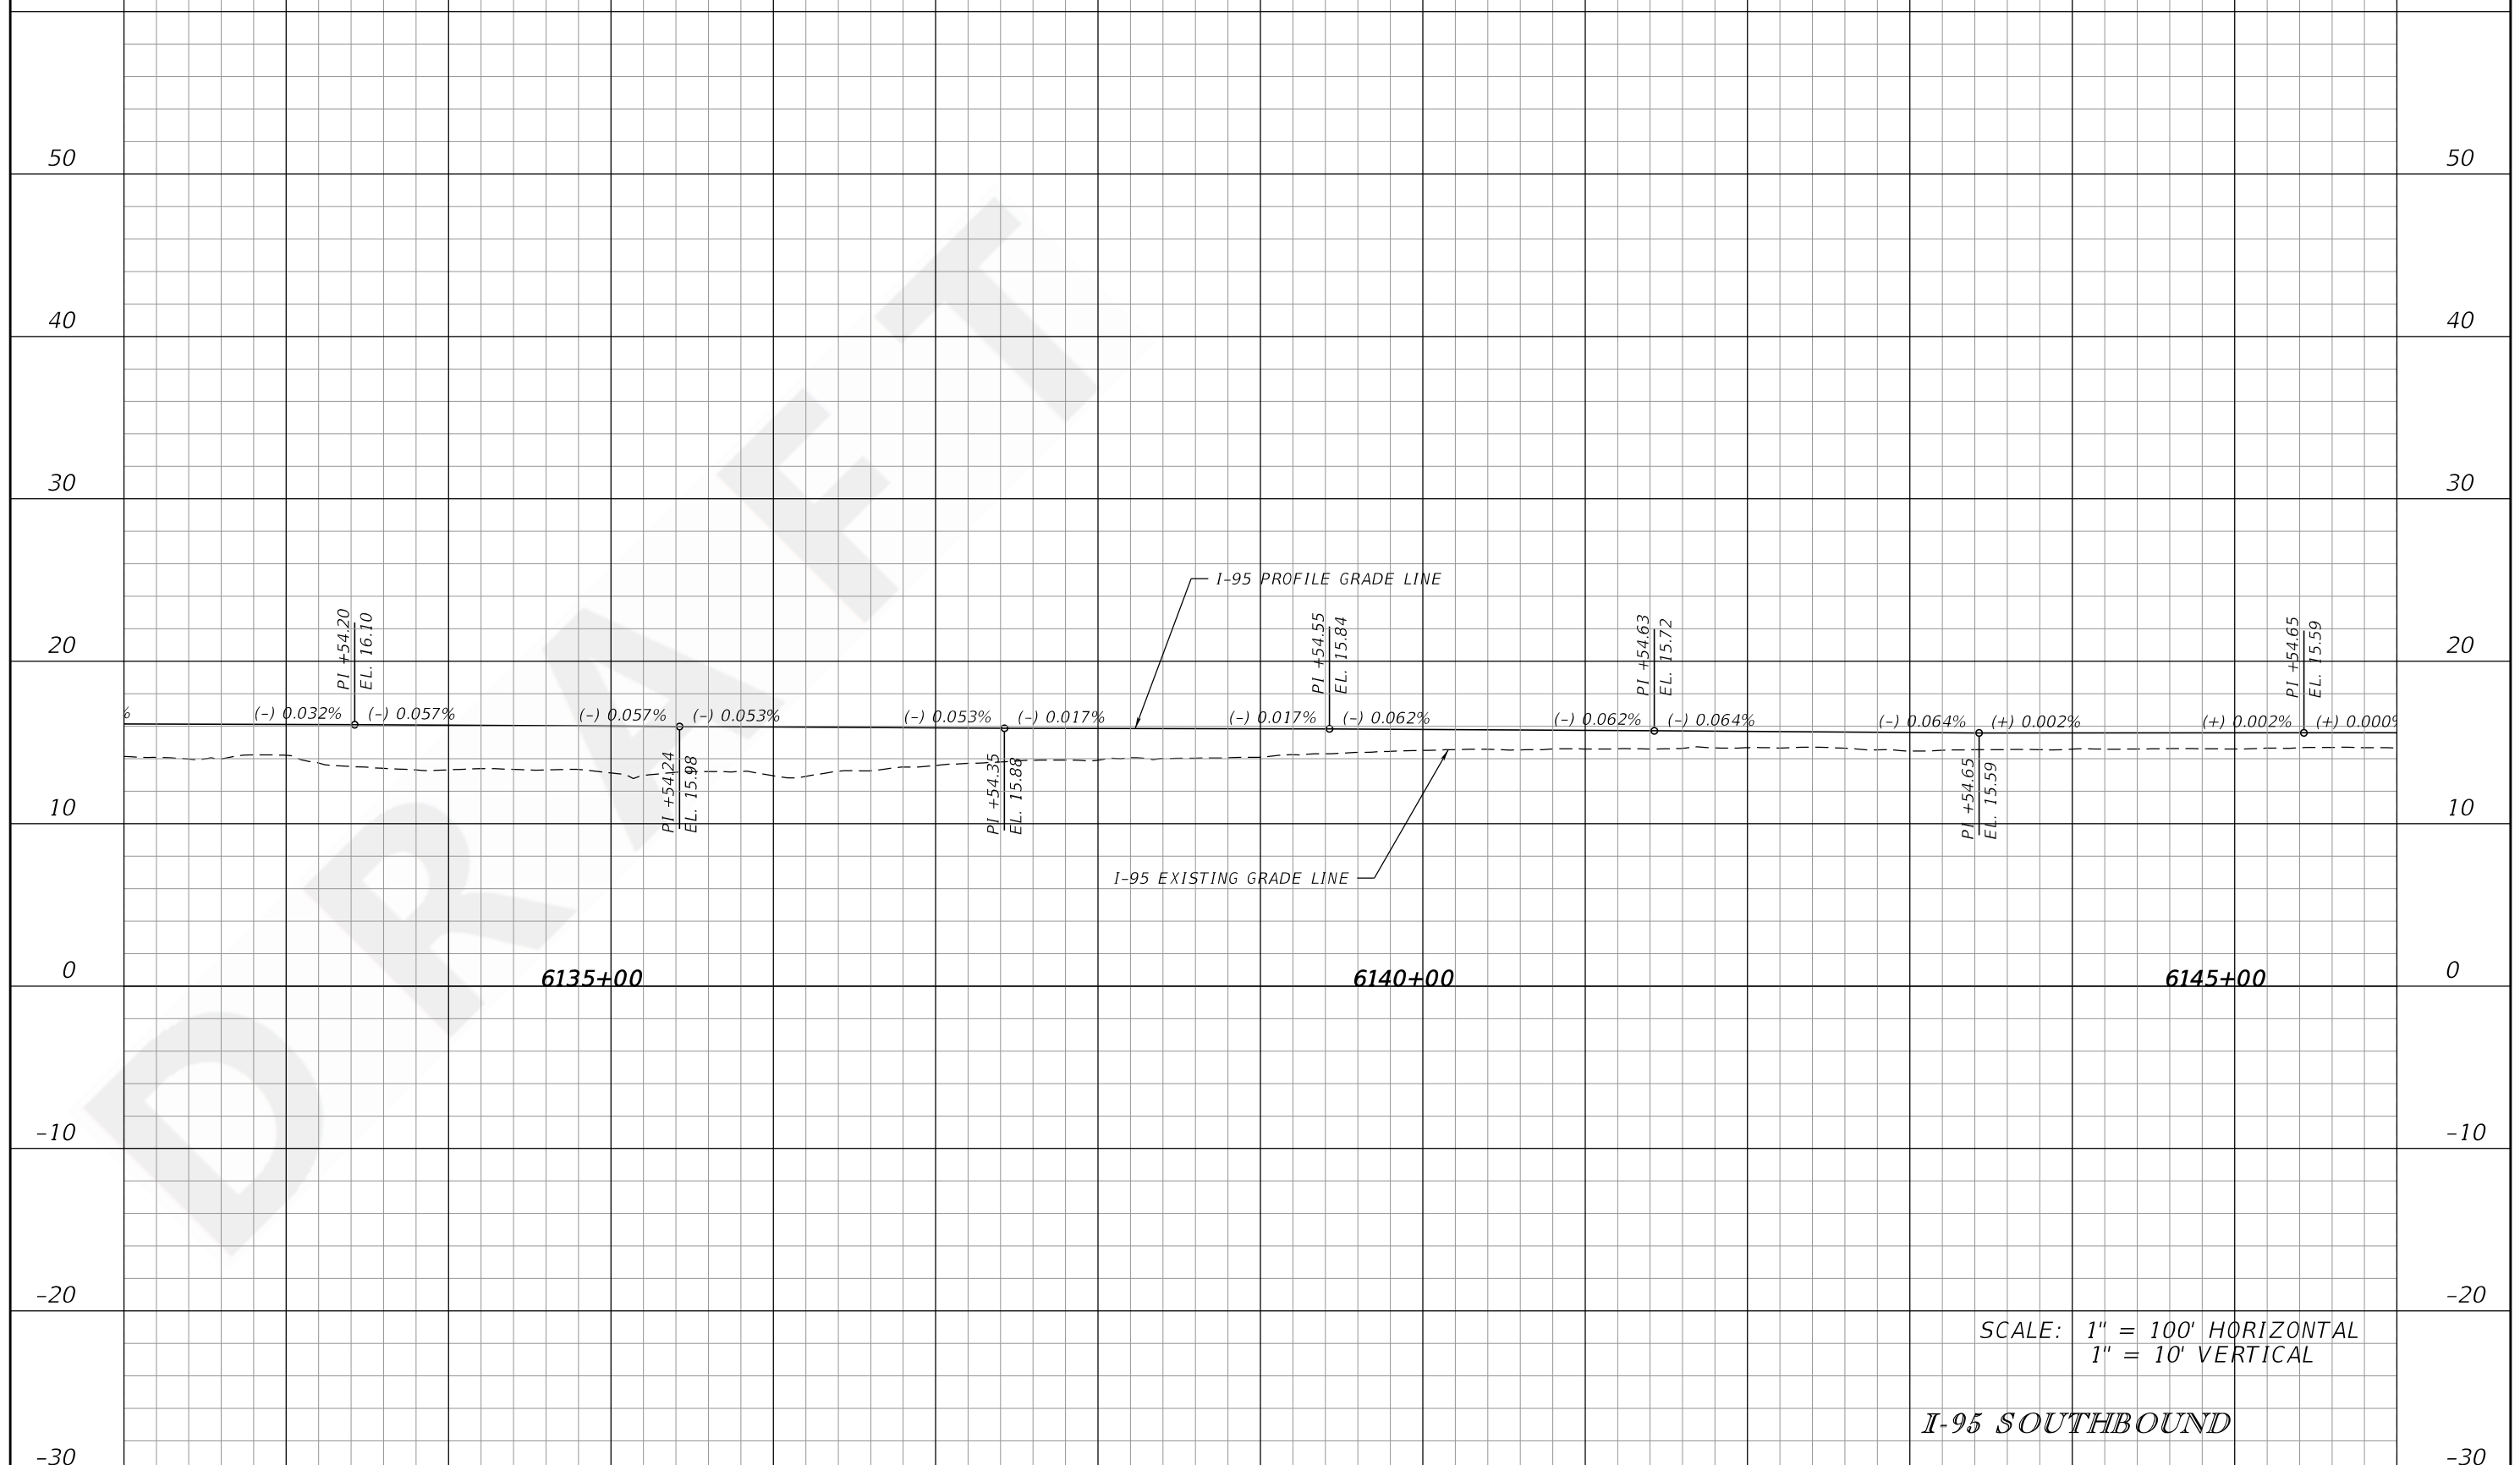 50 50
40 40
30 30
I-95 PROFILE GRADE LINE
PI +54.20
EL. 16.10
PI +54.55
EL. 15.84
PI +54.63
EL. 15.72
PI +54.65
EL. 15.59
20 20
% (-) 0.032% (-) 0.057% (-) 0.057% (-) 0.053% (-) 0.053% (-) 0.017% (-) 0.017% (-) 0.062% (-) 0.062% (-) 0.064% (-) 0.064% (+) 0.002% (+) 0.002% (+) 0.000%
PI +54.24
EL. 15.98
PI +54.35
EL. 15.88
PI +54.65
EL. 15.59
10 10
I-95 EXISTING GRADE LINE
0 6135+00 6140+00 6145+00 0
-10 -10
-20 -20
SCALE: 1" = 100' HORIZONTAL
1" = 10' VERTICAL
I-95 SOUTHBOUND
-30 -30
DRAFT